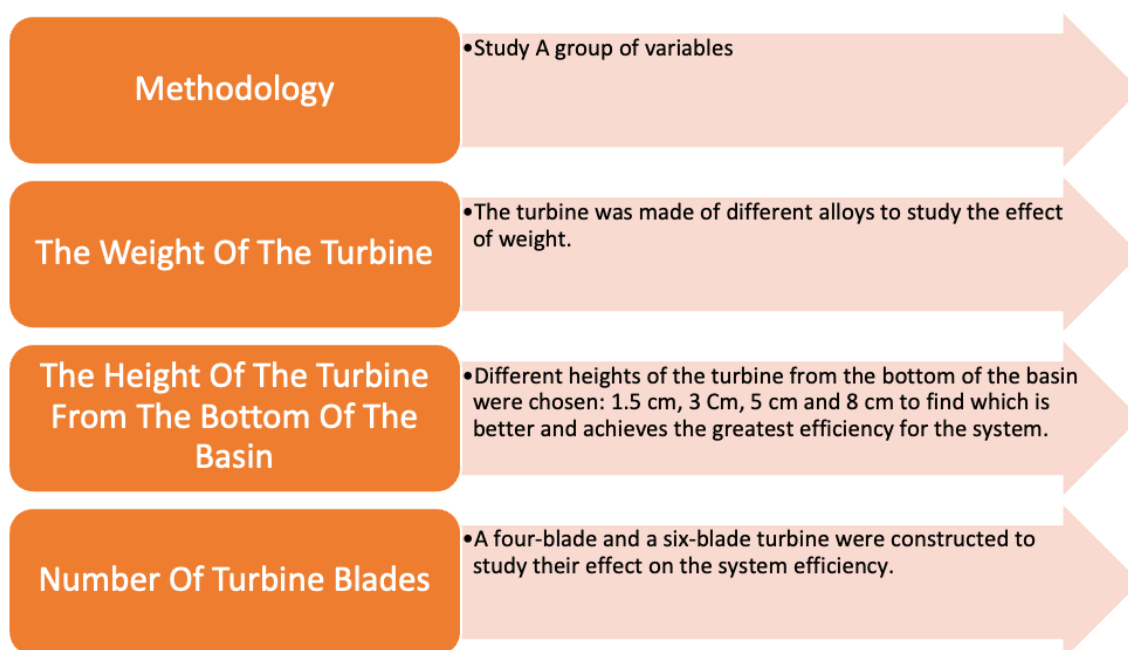 Methodology
•Study A group of variables
The Weight Of The Turbine
•The turbine was made of different alloys to study the effect
of weight.
The Height Of The Turbine
From The Bottom Of The
Basin
•Different heights of the turbine from the bottom of the basin
were chosen: 1.5 cm, 3 Cm, 5 cm and 8 cm to find which is
better and achieves the greatest efficiency for the system.
Number Of Turbine Blades
•A four-blade and a six-blade turbine were constructed to
study their effect on the system efficiency.